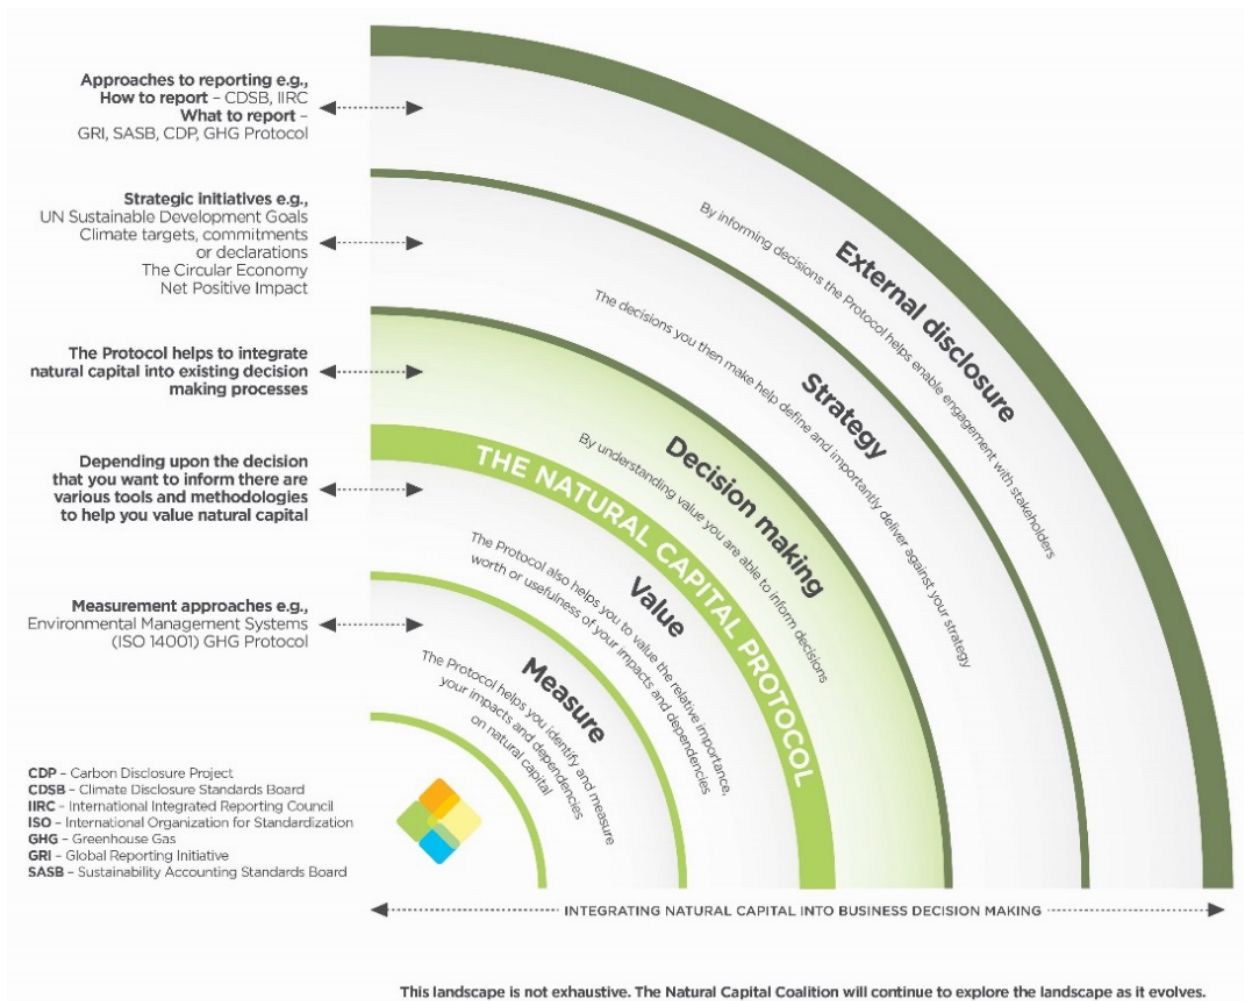 Approaches to reporting e.g.,
How to report – CDSB, IIRC
What to report –
GRI, SASB, CDP, GHG Protocol
Strategic initiatives e.g.,
UN Sustainable Development Goals
Climate targets, commitments
or declarations
The Circular Economy
Net Positive Impact
The Protocol helps to integrate
natural capital into existing decision
making processes
Depending upon the decision
that you want to inform there are
various tools and methodologies
to help you value natural capital
Measurement approaches e.g.,
Environmental Management Systems
(ISO 14001) GHG Protocol
External disclosure
By informing decisions the Protocol helps enable engagement with stakeholders
Strategy
The decisions you then make help define and importantly deliver against your strategy
Decision making
By understanding value you are able to inform decisions
THE NATURAL CAPITAL PROTOCOL
Value
The Protocol also helps you to value the relative importance,
worth or usefulness of your impacts and dependencies
Measure
The Protocol helps you identify and measure
your impacts and dependencies
on natural capital
CDP – Carbon Disclosure Project
CDSB – Climate Disclosure Standards Board
IIRC – International Integrated Reporting Council
ISO – International Organization for Standardization
GHG – Greenhouse Gas
GRI – Global Reporting Initiative
SASB – Sustainability Accounting Standards Board
INTEGRATING NATURAL CAPITAL INTO BUSINESS DECISION MAKING
This landscape is not exhaustive. The Natural Capital Coalition will continue to explore the landscape as it evolves.